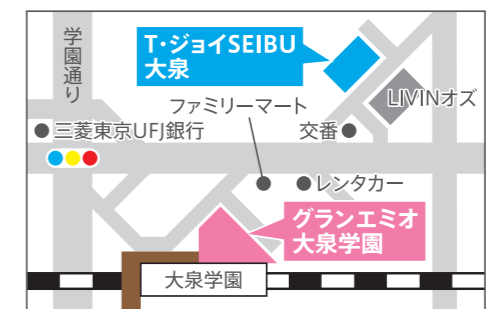 学園通り
T・ジョイSEIBU
大泉
LIVINオズ
ファミリーマート
三菱東京UFJ銀行
交番
レンタカー
グランエミオ
大泉学園
大泉学園